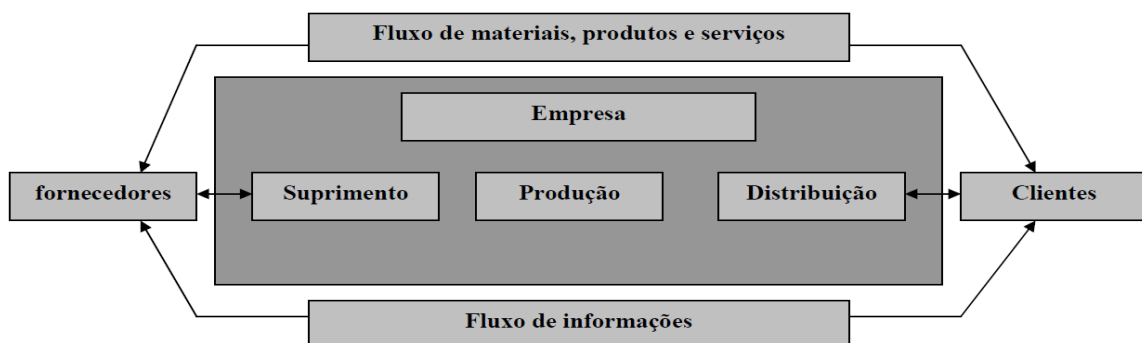 Fluxo de materiais, produtos e serviços
Empresa
fornecedores
Suprimento
Produção
Distribuição
Clientes
Fluxo de informações